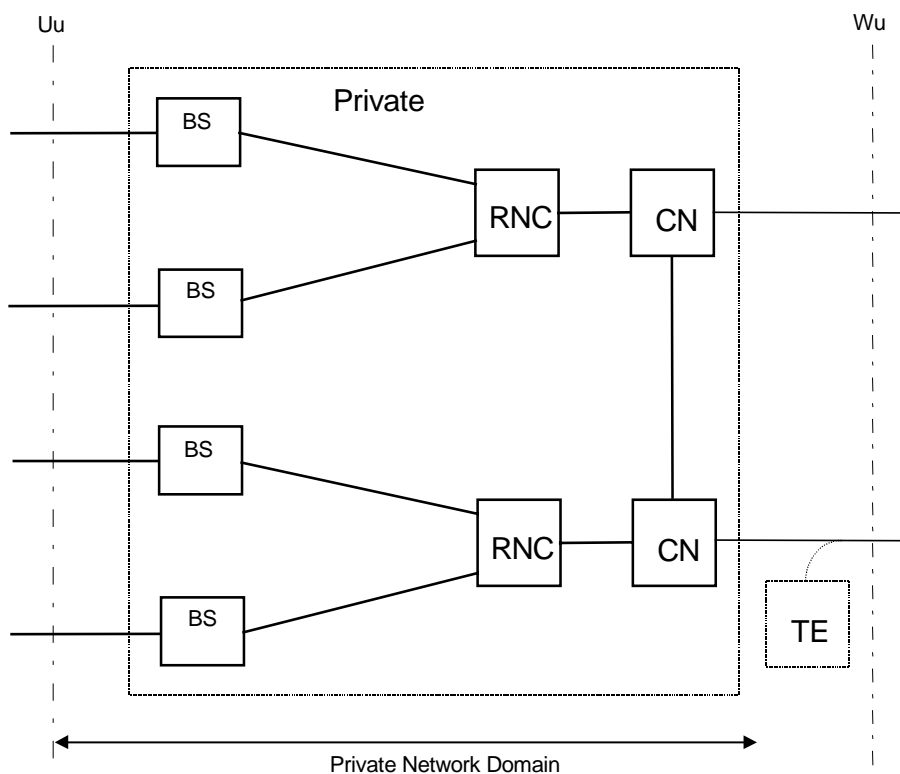 Uu
Wu
Private
BS
RNC
CN
BS
BS
RNC
CN
BS
TE
Private Network Domain